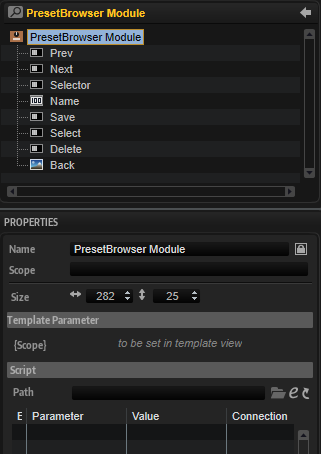 PresetBrowser Module
PresetBrowser Module
Prev
Next
Selector
Name
Save
Select
Delete
Back
PROPERTIES
Name PresetBrowser Module
Scope
Size 282 25
Template Parameter
{Scope} to be set in template view
Script
Path e
E Parameter Value Connection